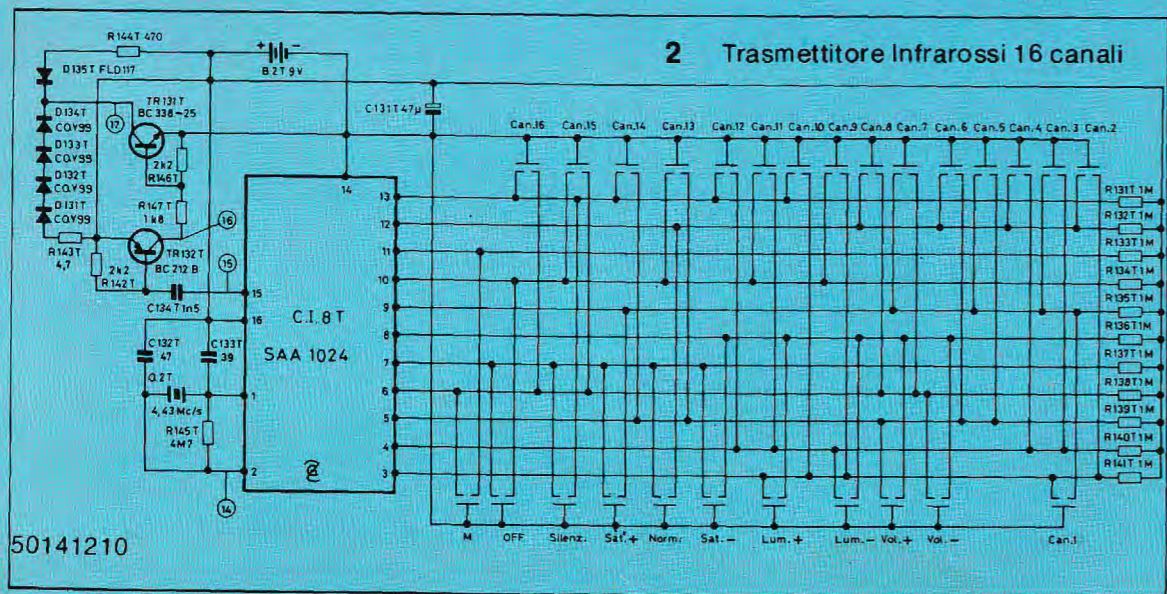 2 Trasmettitore Infrarossi 16 canali
R144T 470
+ -
B2T 9V
D135T FLD117
TR131T
BC 338-25
17
C131T 47µ
D134T
CQY99
D133T
CQY99
D132T
CQY99
D131T
CQY99
2k2
R146T
R147T
1k8
16
R143T
4,7
2k2
R142T
TR132T
BC 212 B
15
C134T 1n5
C132T
47
C133T
39
Q.2T
4,43 Mc/s
R145T
4M7
14
C.I.8T
SAA 1024
14
15
16
1
2
13
12
11
10
9
8
7
6
5
4
3
Can.16 Can.15 Can.14 Can.13 Can.12 Can.11 Can.10 Can.9 Can.8 Can.7 Can.6 Can.5 Can.4 Can.3 Can.2
R131T 1M
R132T 1M
R133T 1M
R134T 1M
R135T 1M
R136T 1M
R137T 1M
R138T 1M
R139T 1M
R140T 1M
R141T 1M
M OFF Silenz. Sat.+ Norm. Sat.- Lum.+ Lum.- Vol.+ Vol.- Can.1
50141210